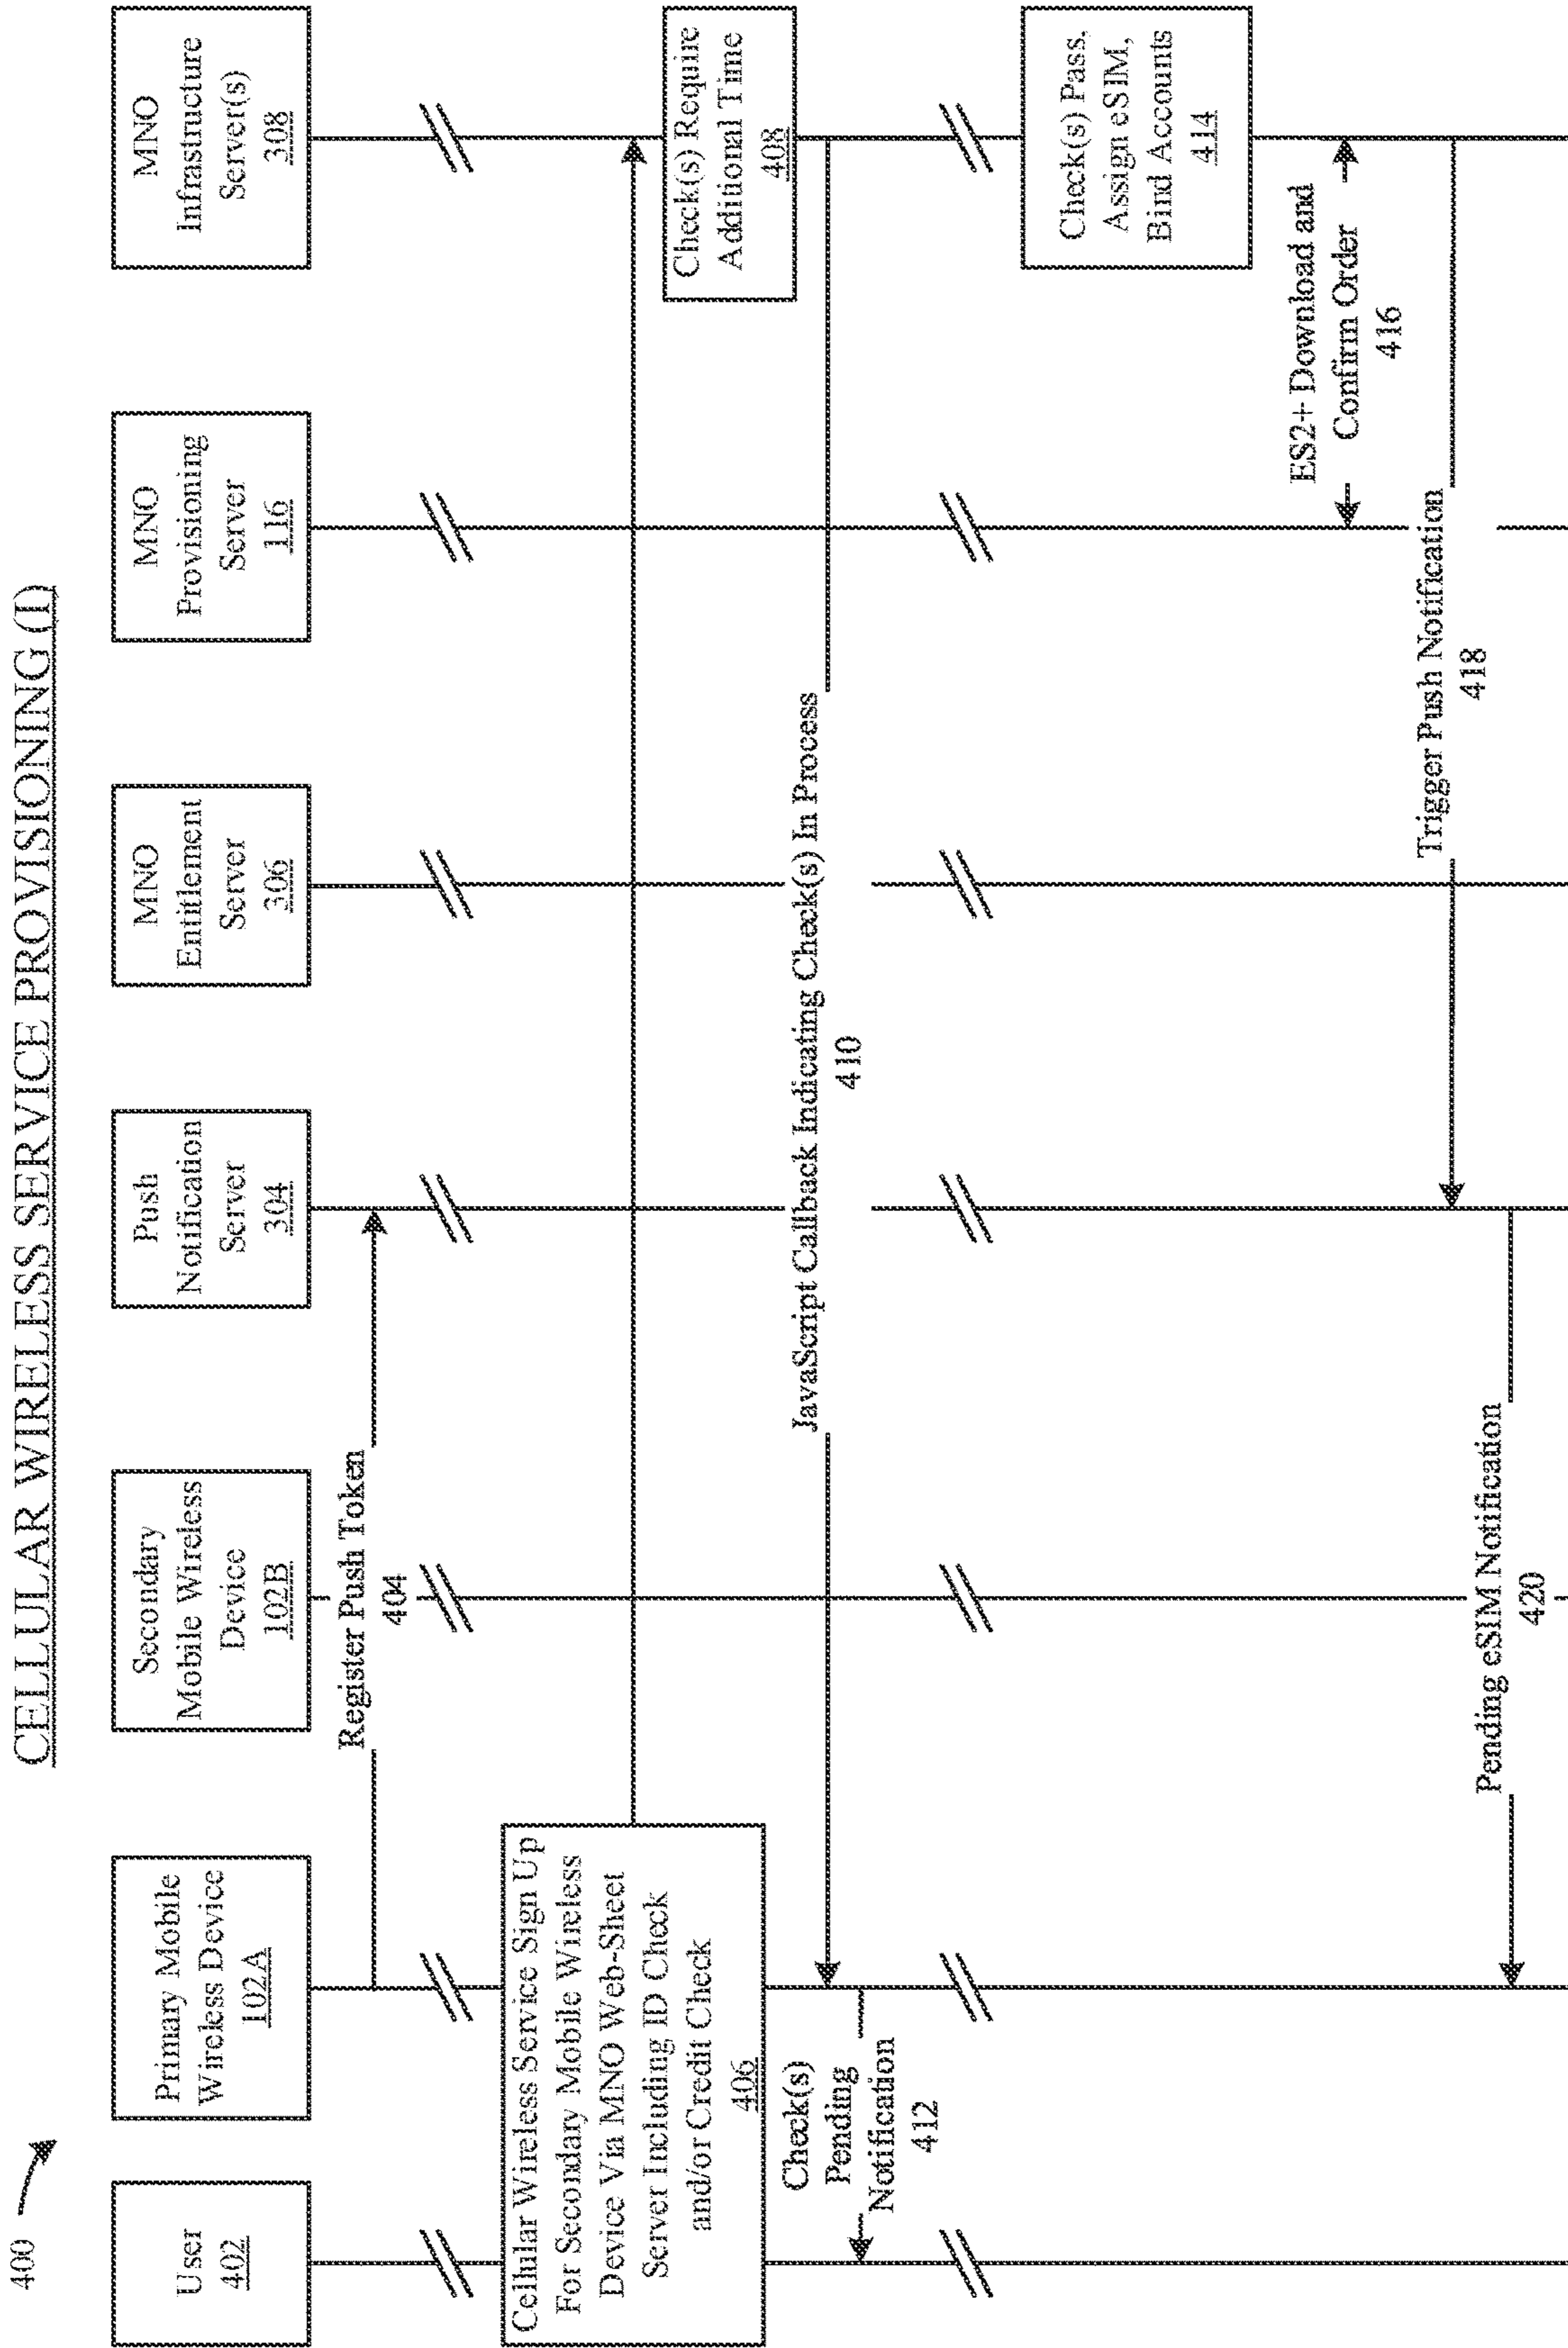 CELLULAR WIRELESS SERVICE PROVISIONING (I)
400
User
402
Primary Mobile
Wireless Device
102A
Secondary
Mobile Wireless
Device
102B
Push
Notification
Server
304
MNO
Entitlement
Server
306
MNO
Provisioning
Server
116
MNO
Infrastructure
Server(s)
308
Register Push Token
404
Cellular Wireless Service Sign Up
For Secondary Mobile Wireless
Device Via MNO Web-Sheet
Server Including ID Check
and/or Credit Check
406
Check(s) Require
Additional Time
408
JavaScript Callback Indicating Check(s) In Process
410
Check(s)
Pending
Notification
412
Check(s) Pass,
Assign eSIM,
Bind Accounts
414
ES2+ Download and
Confirm Order
416
Trigger Push Notification
418
Pending eSIM Notification
420